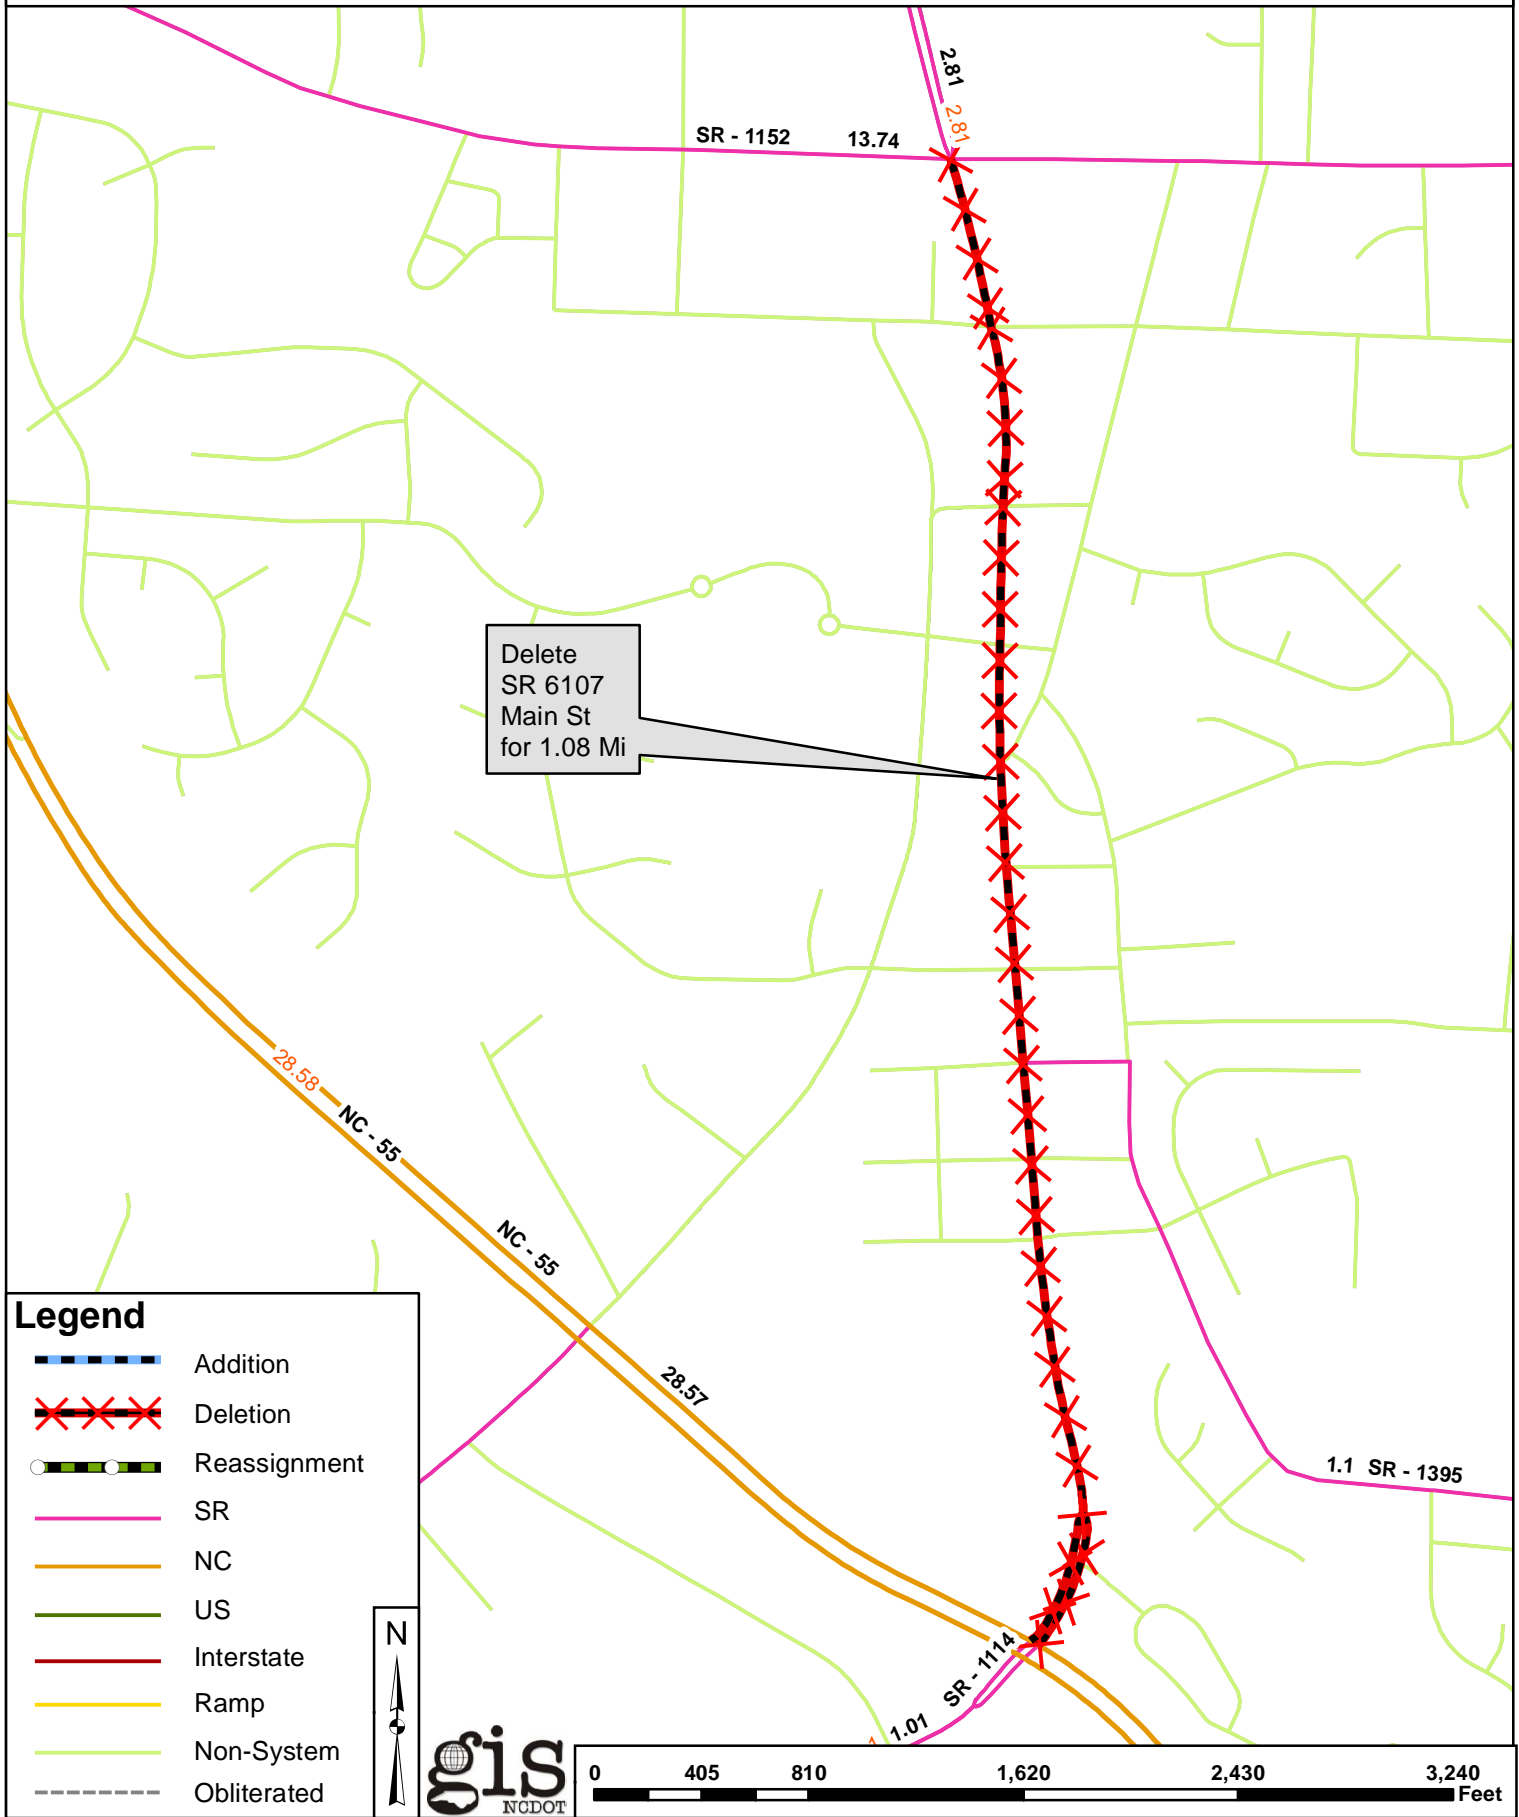 2.81
2.81
SR - 1152
13.74
Delete
SR 6107
Main St
for 1.08 Mi
28.58
NC - 55
NC - 55
28.57
1.1 SR - 1395
SR - 1114
1.01
Legend
Addition
Deletion
Reassignment
SR
NC
US
Interstate
Ramp
Non-System
Obliterated
N
gis
NCDOT
0 405 810 1,620 2,430 3,240
Feet